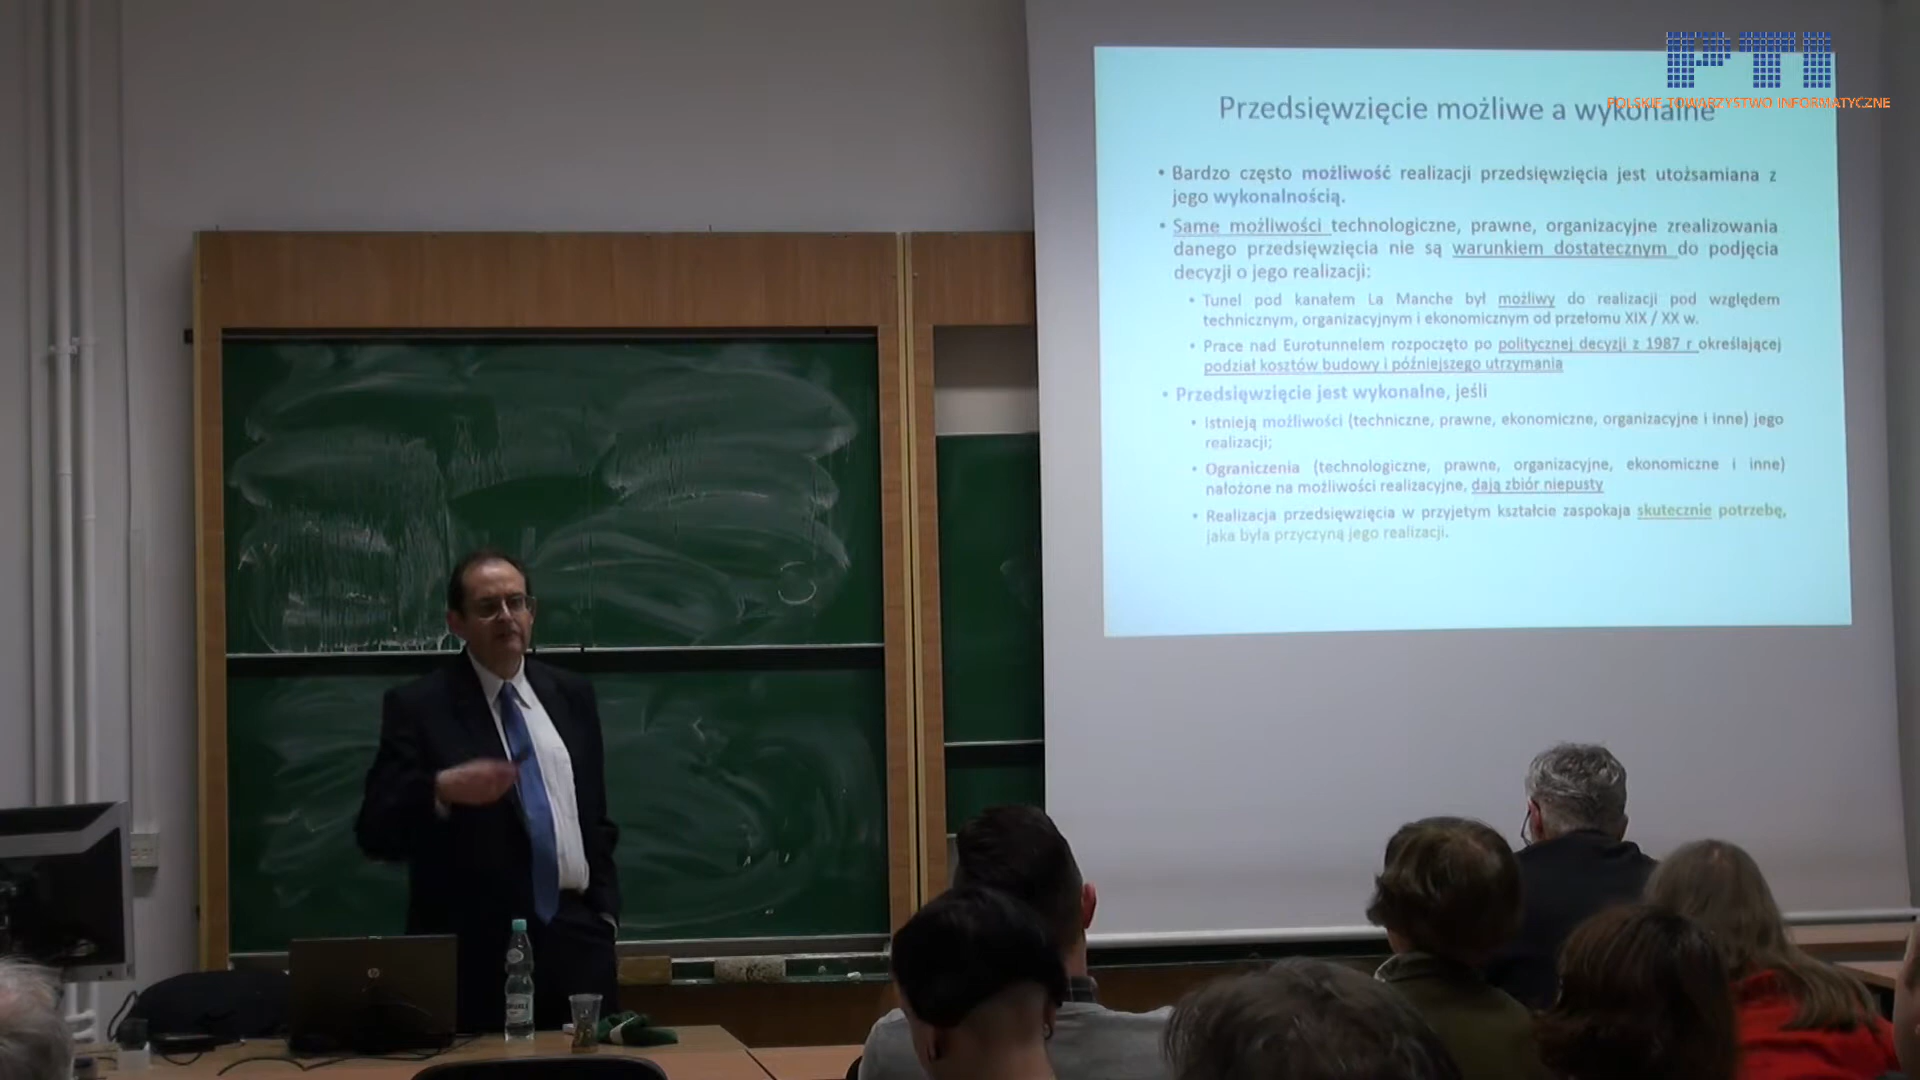 PTI
POLSKIE TOWARZYSTWO INFORMATYCZNE
Przedsięwzięcie możliwe a wykonalne
• Bardzo często możliwość realizacji przedsięwzięcia jest utożsamiana z
jego wykonalnością.
• Same możliwości technologiczne, prawne, organizacyjne zrealizowania
danego przedsięwzięcia nie są warunkiem dostatecznym do podjęcia
decyzji o jego realizacji:
• Tunel pod kanałem La Manche był możliwy do realizacji pod względem
technicznym, organizacyjnym i ekonomicznym od przełomu XIX / XX w.
• Prace nad Eurotunnelem rozpoczęto po politycznej decyzji z 1987 r określającej
podział kosztów budowy i późniejszego utrzymania
• Przedsięwzięcie jest wykonalne, jeśli
• Istnieją możliwości (techniczne, prawne, ekonomiczne, organizacyjne i inne) jego
realizacji;
• Ograniczenia (technologiczne, prawne, organizacyjne, ekonomiczne i inne)
nałożone na możliwości realizacyjne, dają zbiór niepusty
• Realizacja przedsięwzięcia w przyjetym kształcie zaspokaja skutecznie potrzebę,
jaka była przyczyną jego realizacji.
hp